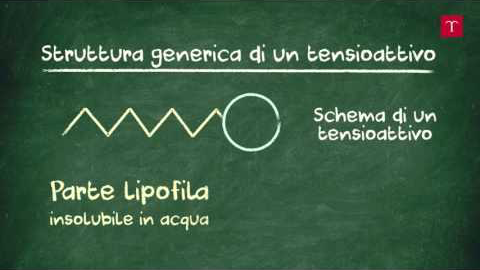 Struttura generica di un tensioattivo
Schema di un
tensioattivo
Parte lipofila
insolubile in acqua